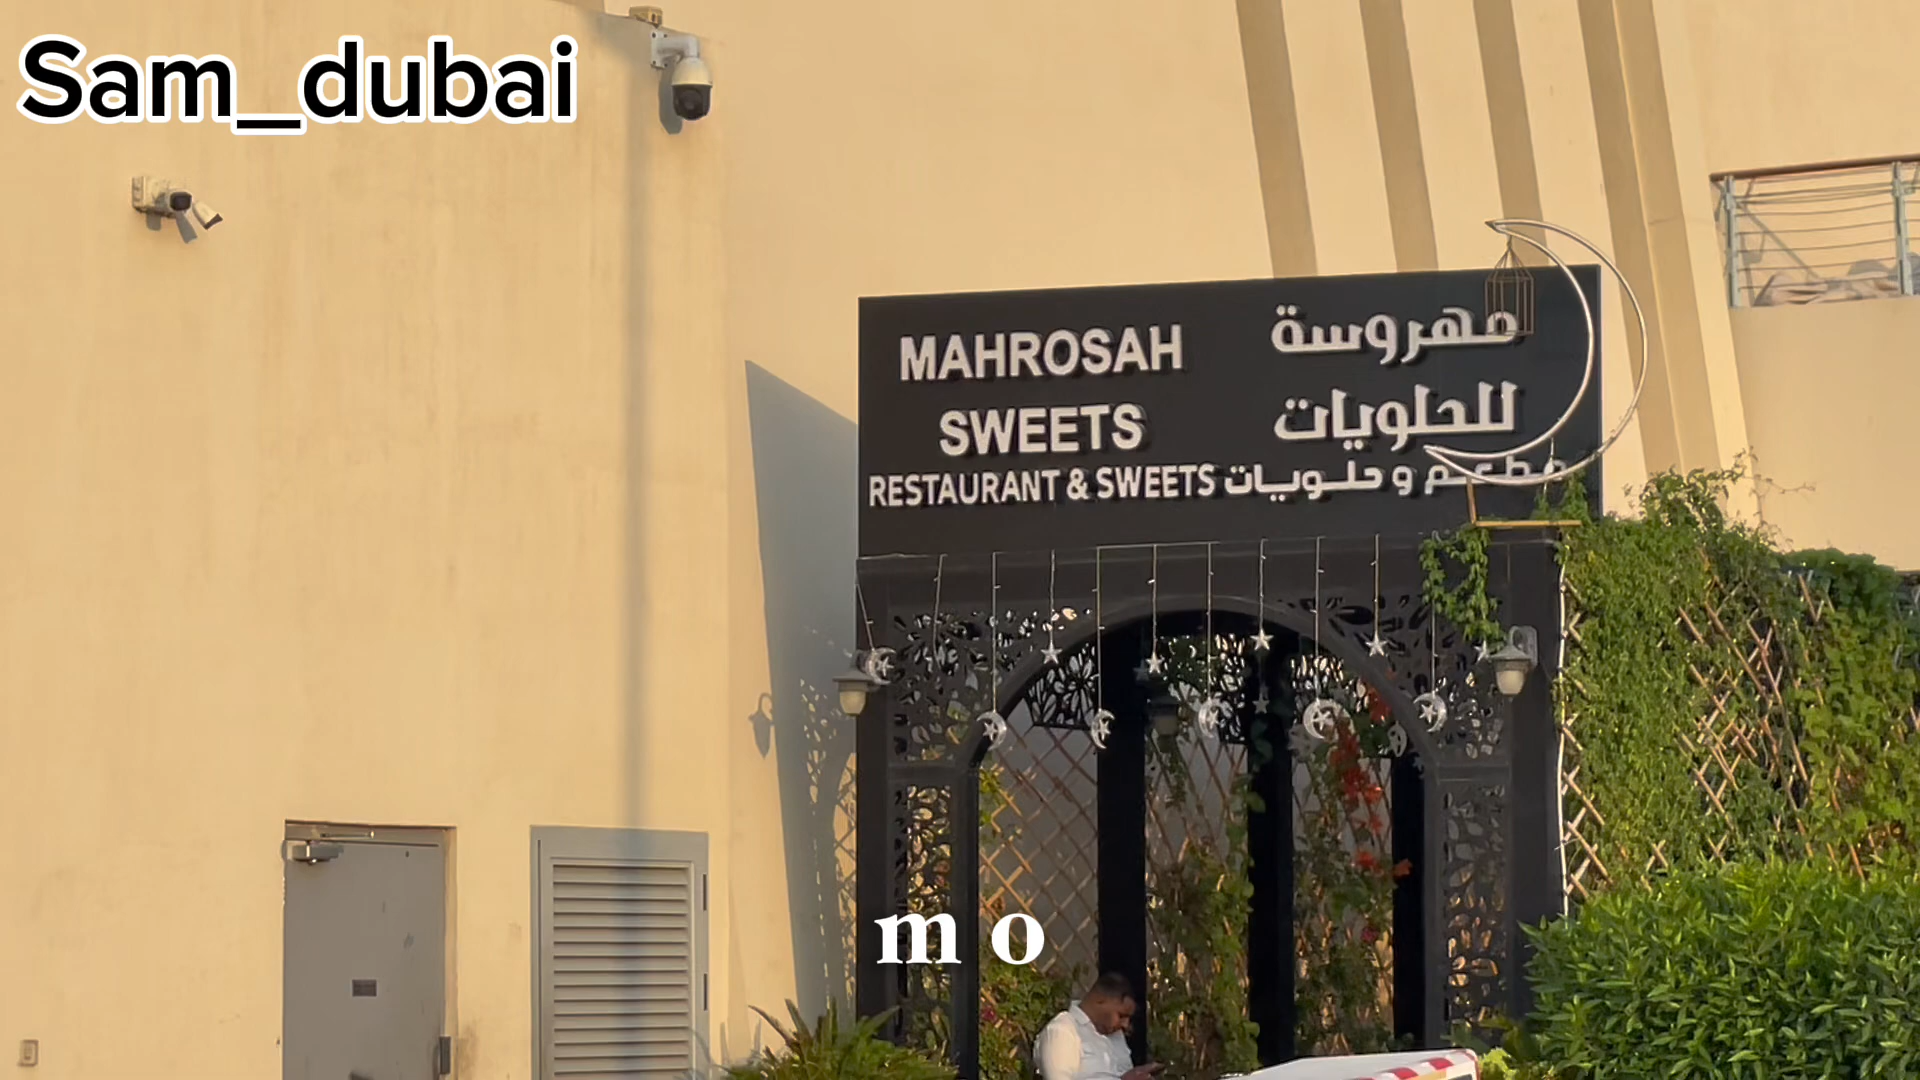 Sam_dubai
MAHROSAH
SWEETS
مهروسة
للحلويات
RESTAURANT & SWEETS مطعم و حلويات
m o